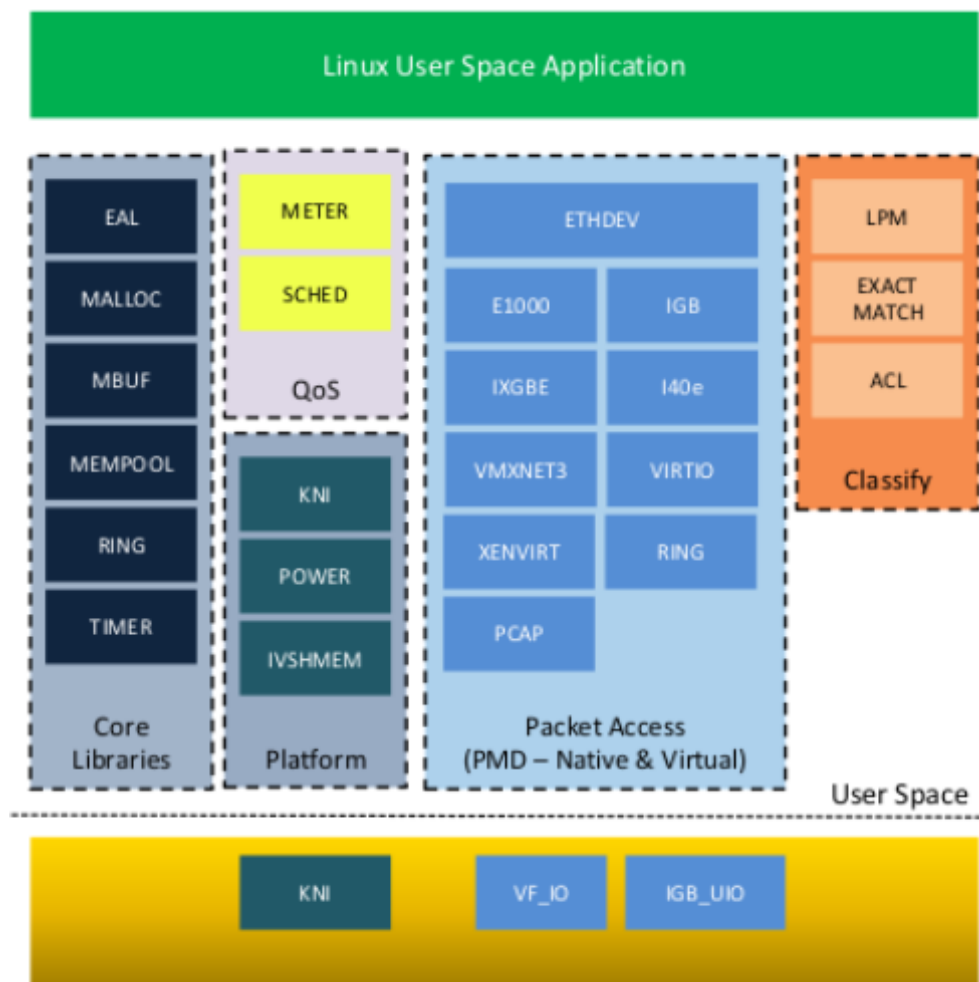 Linux User Space Application
EAL
MALLOC
MBUF
MEMPOOL
RING
TIMER
Core
Libraries
METER
SCHED
QoS
KNI
POWER
IVSHMEM
Platform
ETHDEV
E1000
IGB
IXGBE
I40e
VMXNET3
VIRTIO
XENVIRT
RING
PCAP
Packet Access
(PMD – Native & Virtual)
LPM
EXACT
MATCH
ACL
Classify
User Space
KNI
VF_IO
IGB_UIO